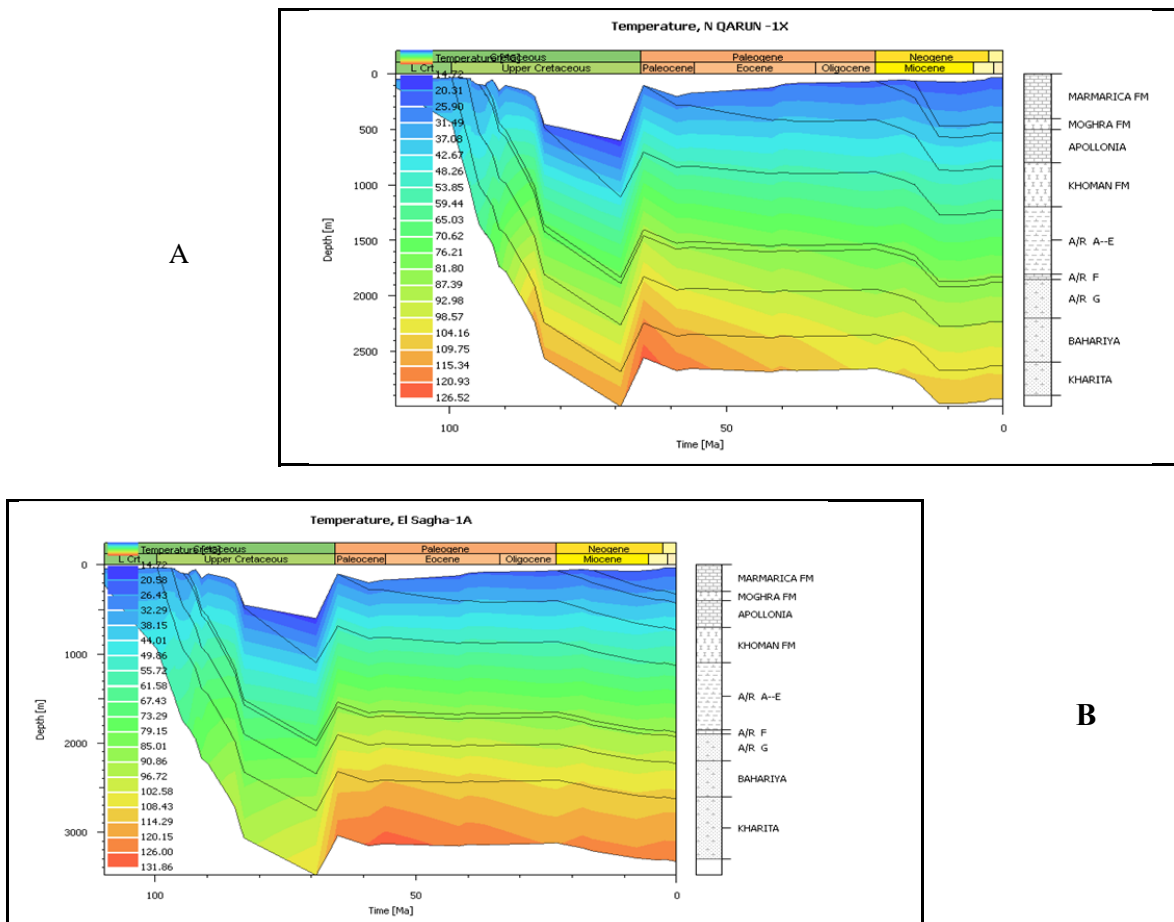 A
Temperature, N QARUN -1X
Cretaceous Paleogene Neogene
L Crt Upper Cretaceous Paleocene Eocene Oligocene Miocene
0
500
1000
1500
2000
2500
Depth [m]
14.72
20.31
25.90
31.49
37.08
42.67
48.26
53.85
59.44
65.03
70.62
76.21
81.80
87.39
92.98
98.57
104.16
109.75
115.34
120.93
126.52
MARMARICA FM
MOGHRA FM
APOLLONIA
KHOMAN FM
A/R A--E
A/R F
A/R G
BAHARIYA
KHARITA
100 50 0
Time [Ma]
Temperature, El Sagha-1A
Cretaceous Paleogene Neogene
L Crt Upper Cretaceous Paleocene Eocene Oligocene Miocene
0
1000
2000
3000
Depth [m]
14.72
20.58
26.43
32.29
38.15
44.01
49.86
55.72
61.58
67.43
73.29
79.15
85.01
90.86
96.72
102.58
108.43
114.29
120.15
126.00
131.86
MARMARICA FM
MOGHRA FM
APOLLONIA
KHOMAN FM
A/R A--E
A/R F
A/R G
BAHARIYA
KHARITA
100 50 0
Time [Ma]
B